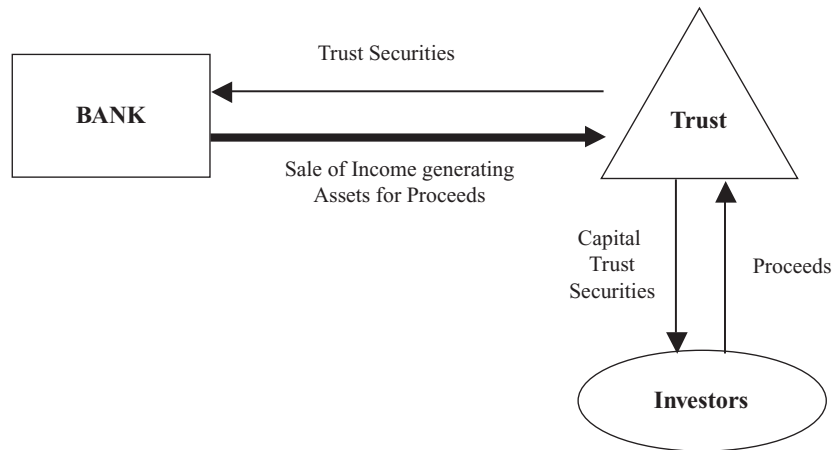 Trust Securities
BANK
Trust
Sale of Income generating
Assets for Proceeds
Capital
Trust
Securities
Proceeds
Investors